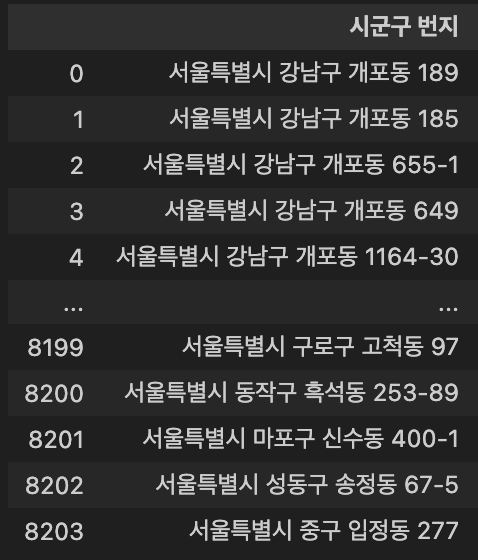 시군구 번지
0 서울특별시 강남구 개포동 189
1 서울특별시 강남구 개포동 185
2 서울특별시 강남구 개포동 655-1
3 서울특별시 강남구 개포동 649
4 서울특별시 강남구 개포동 1164-30
... ...
8199 서울특별시 구로구 고척동 97
8200 서울특별시 동작구 흑석동 253-89
8201 서울특별시 마포구 신수동 400-1
8202 서울특별시 성동구 송정동 67-5
8203 서울특별시 중구 입정동 277